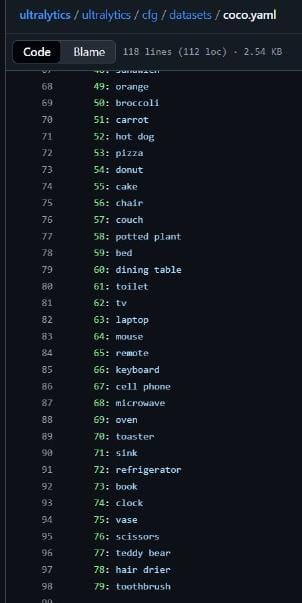 ultralytics / ultralytics / cfg / datasets / coco.yaml
Code Blame 118 lines (112 loc) · 2.54 KB
68 49: orange
69 50: broccoli
70 51: carrot
71 52: hot dog
72 53: pizza
73 54: donut
74 55: cake
75 56: chair
76 57: couch
77 58: potted plant
78 59: bed
79 60: dining table
80 61: toilet
81 62: tv
82 63: laptop
83 64: mouse
84 65: remote
85 66: keyboard
86 67: cell phone
87 68: microwave
88 69: oven
89 70: toaster
90 71: sink
91 72: refrigerator
92 73: book
93 74: clock
94 75: vase
95 76: scissors
96 77: teddy bear
97 78: hair drier
98 79: toothbrush